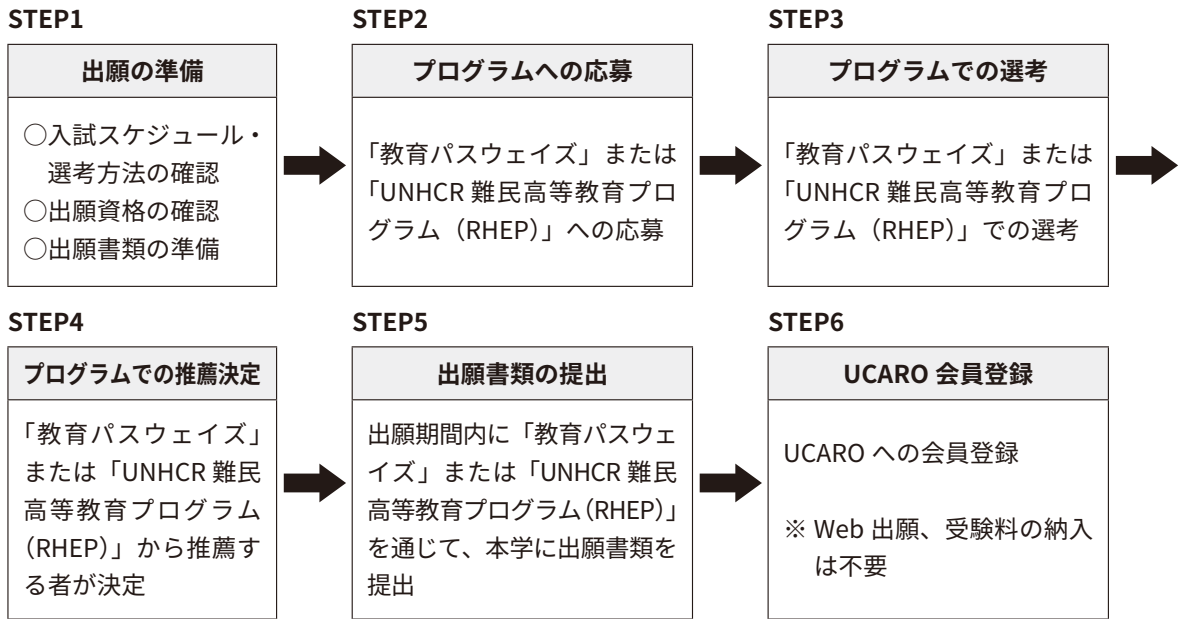 STEP1
出願の準備
○入試スケジュール・
選考方法の確認
○出願資格の確認
○出願書類の準備
STEP2
プログラムへの応募
「教育パスウェイズ」または
「UNHCR 難民高等教育プロ
グラム（RHEP）」への応募
STEP3
プログラムでの選考
「教育パスウェイズ」または
「UNHCR 難民高等教育プロ
グラム（RHEP）」での選考
STEP4
プログラムでの推薦決定
「教育パスウェイズ」
または「UNHCR 難民
高等教育プログラム
（RHEP）」から推薦す
る者が決定
STEP5
出願書類の提出
出願期間内に「教育パスウェ
イズ」または「UNHCR 難民
高等教育プログラム（RHEP）」
を通じて、本学に出願書類を
提出
STEP6
UCARO 会員登録
UCARO への会員登録
※ Web 出願、受験料の納入
は不要